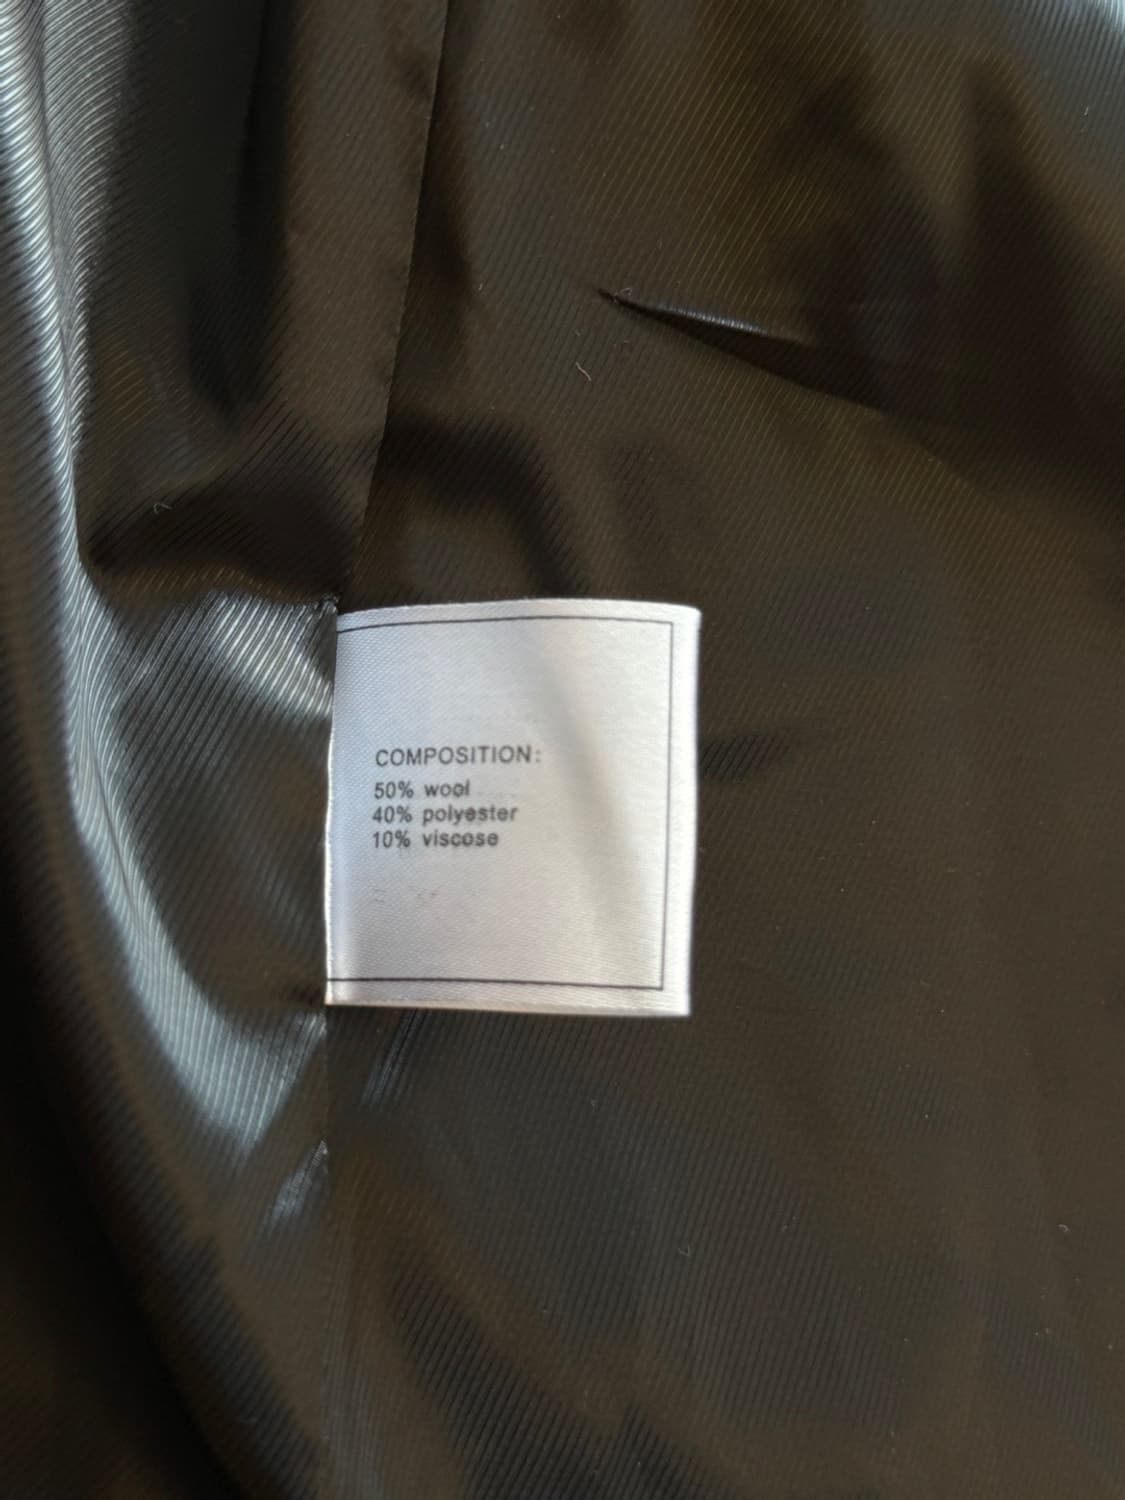 COMPOSITION:
50% wool
40% polyester
10% viscose